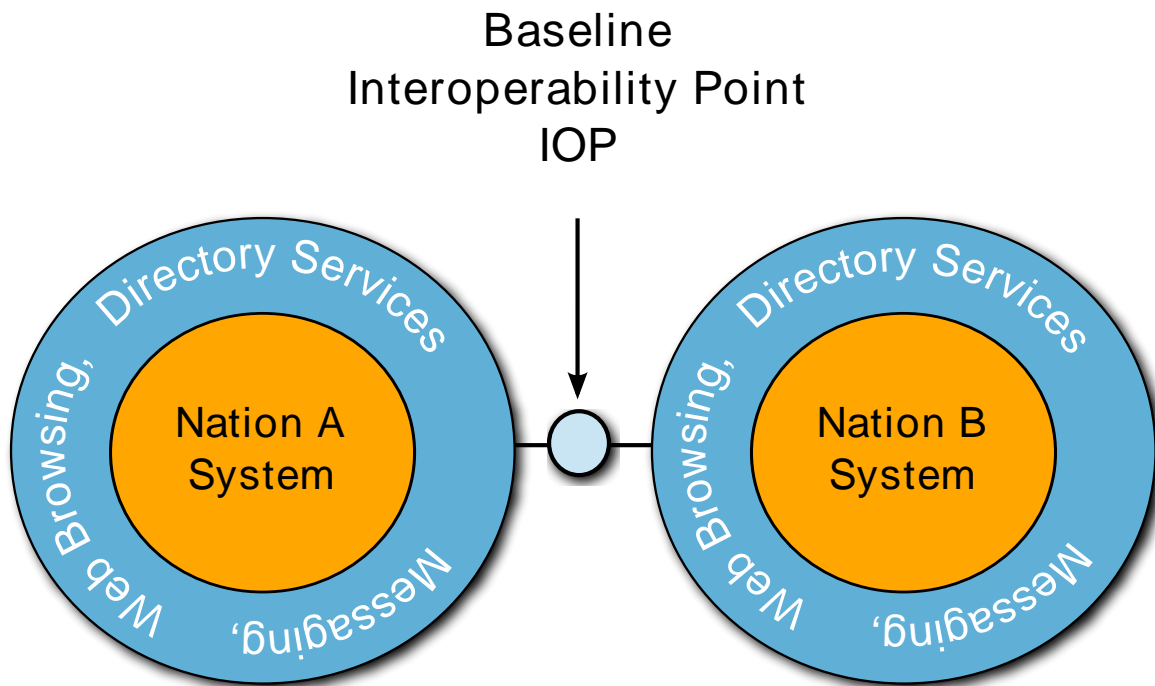 Baseline
Interoperability Point
IOP
Messaging, Web Browsing, Directory Services
Nation A
System
Messaging, Web Browsing, Directory Services
Nation B
System